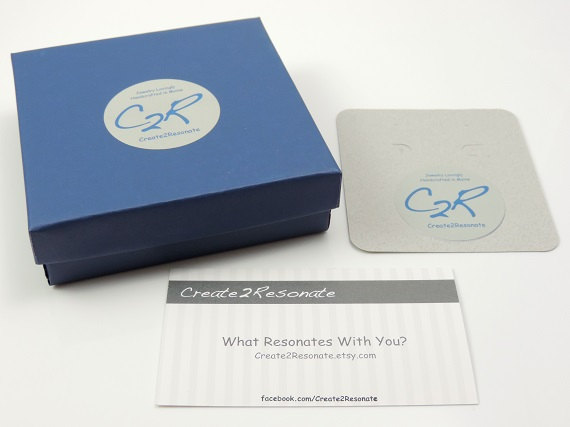 Jewelry Lovingly
Handcrafted in Maine
C2R
Create2Resonate
Jewelry Lovingly
Handcrafted in Maine
C2R
Create2Resonate
Create2Resonate
What Resonates With You?
Create2Resonate.etsy.com
facebook.com/Create2Resonate